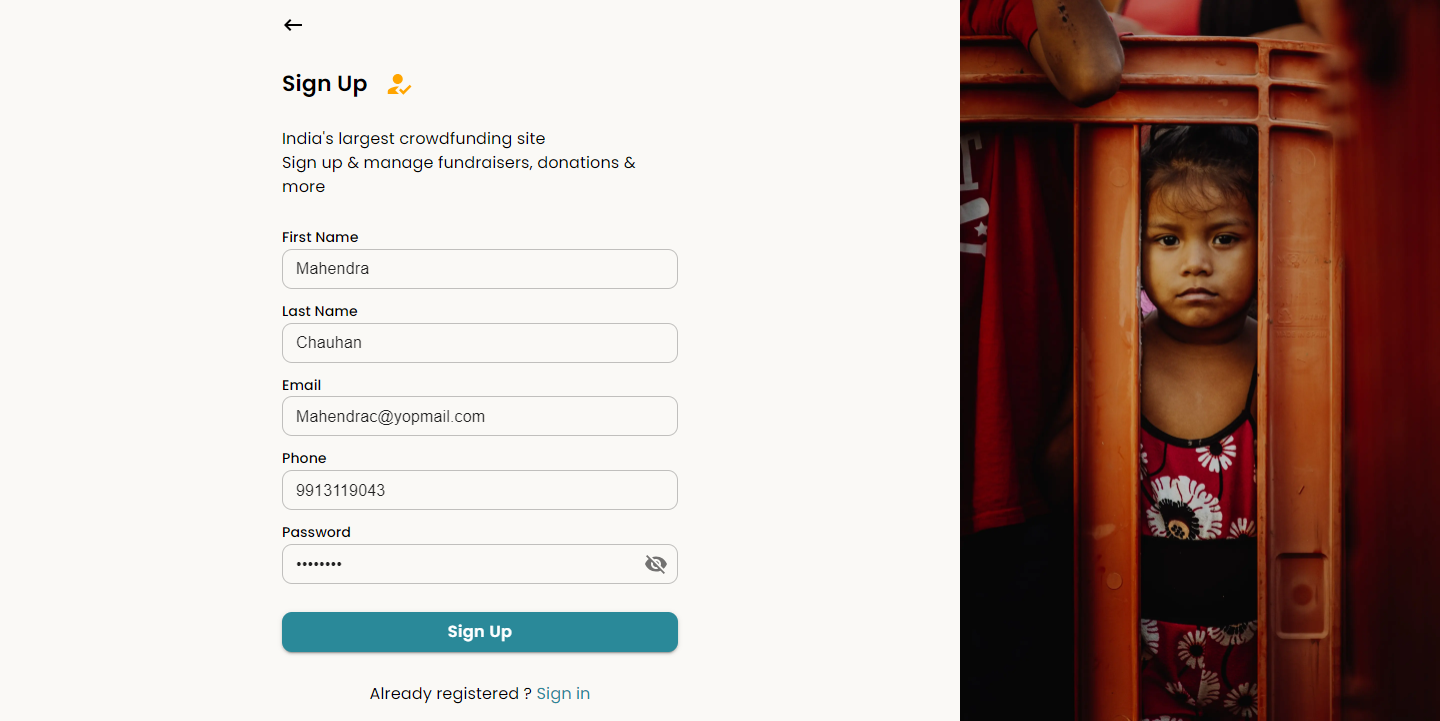 Sign Up
India's largest crowdfunding site
Sign up & manage fundraisers, donations &
more
First Name
Mahendra
Last Name
Chauhan
Email
Mahendrac@yopmail.com
Phone
9913119043
Password
••••••••
Sign Up
Already registered ? Sign in